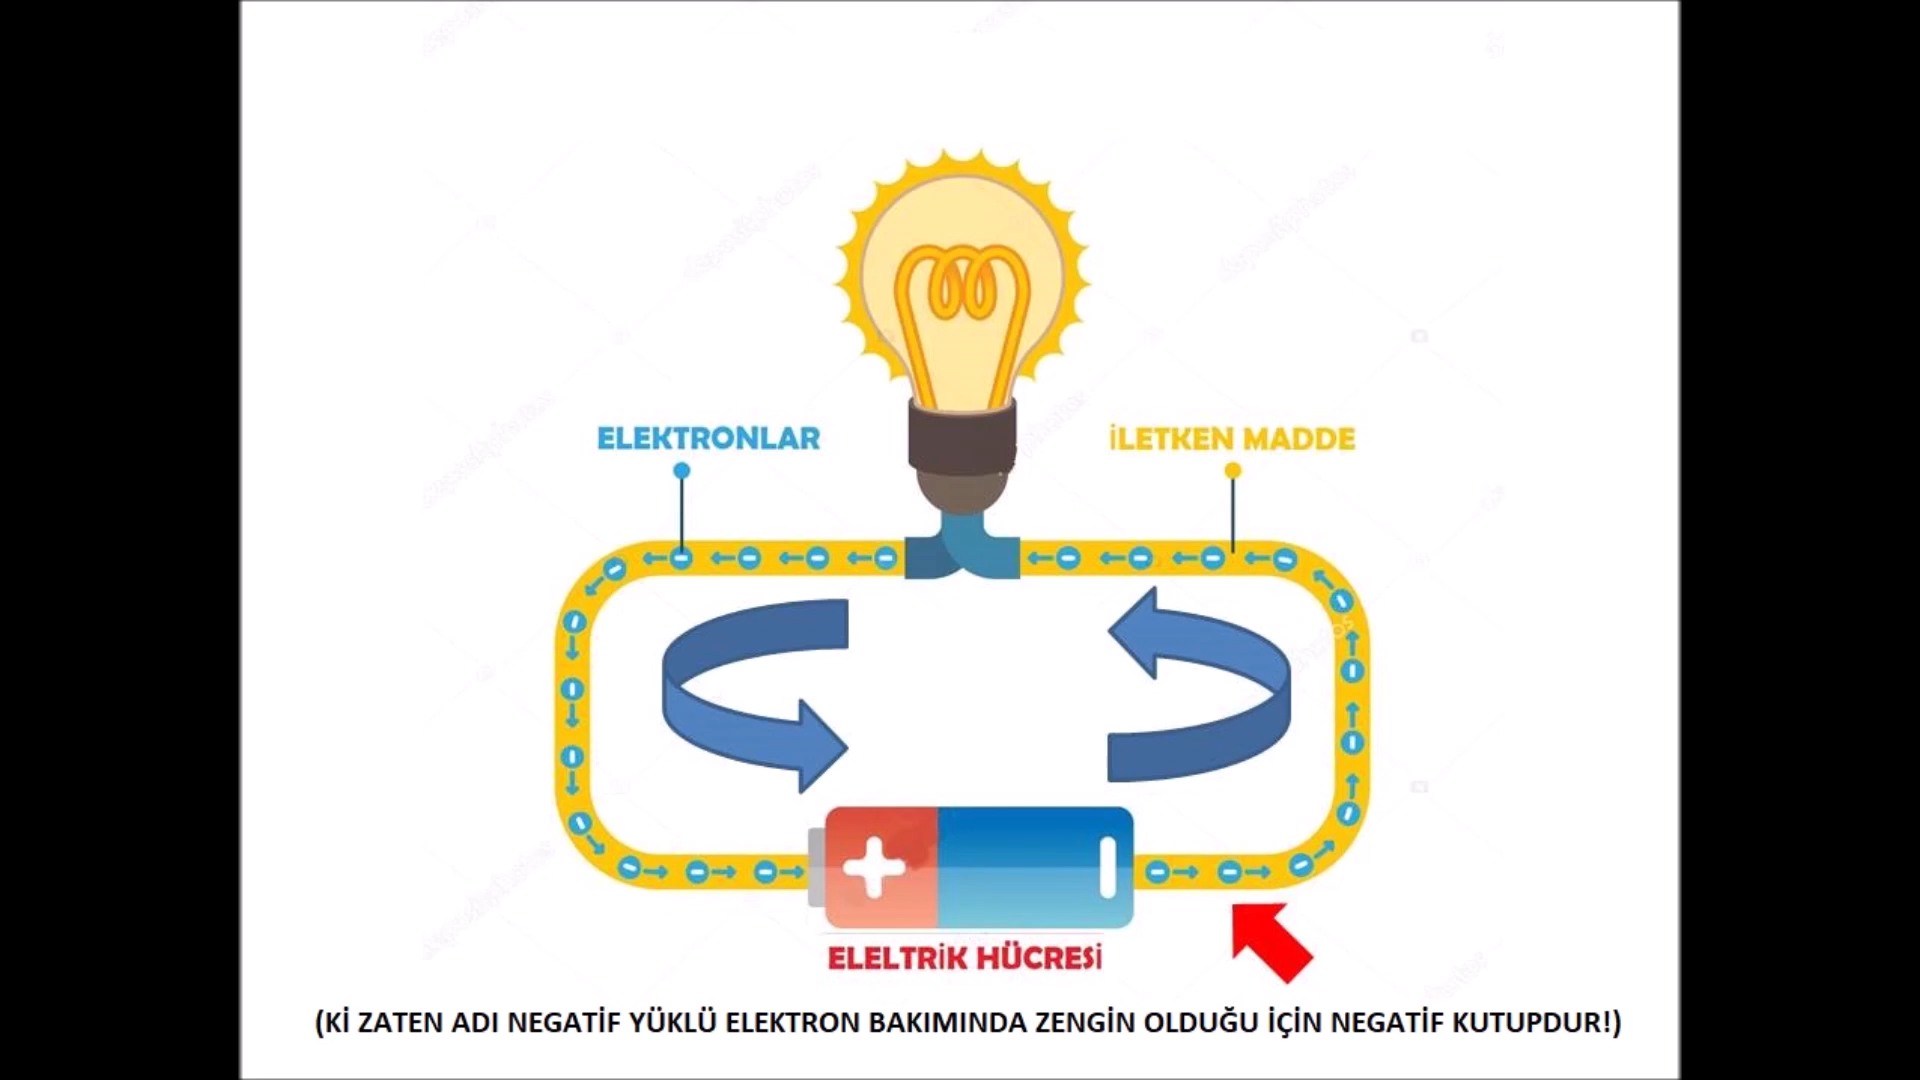 ELEKTRONLAR
İLETKEN MADDE
ELELTRİK HÜCRESİ
(Kİ ZATEN ADI NEGATİF YÜKLÜ ELEKTRON BAKIMINDA ZENGİN OLDUĞU İÇİN NEGATİF KUTUPDUR!)